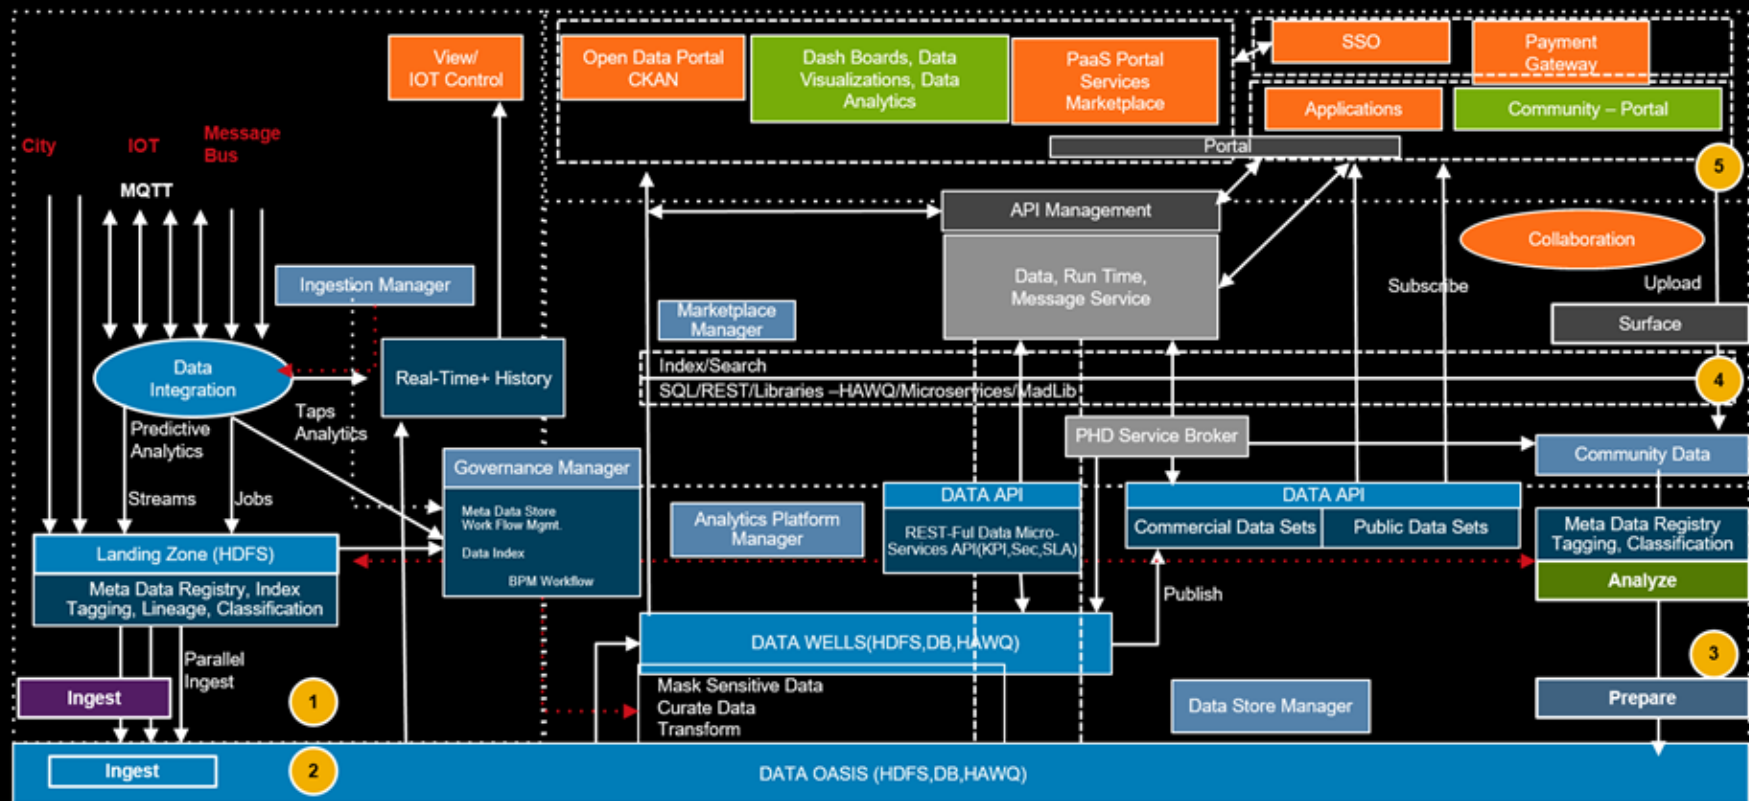 View/
IOT Control
Open Data Portal
CKAN
Dash Boards, Data
Visualizations, Data
Analytics
PaaS Portal
Services
Marketplace
SSO
Payment
Gateway
Applications
Community – Portal
Portal
5
City
IOT
Message
Bus
MQTT
API Management
Collaboration
Data, Run Time,
Message Service
Ingestion Manager
Subscribe
Upload
Marketplace
Manager
Surface
Data
Integration
Real-Time+ History
Index/Search
SQL/REST/Libraries –HAWQ/Microservices/MadLib
4
Taps
Analytics
Predictive
Analytics
PHD Service Broker
Community Data
Governance Manager
Streams
Jobs
Meta Data Store
Work Flow Mgmt.
Data Index
BPM Workflow
Analytics Platform
Manager
DATA API
REST-Ful Data Micro-
Services API(KPI,Sec,SLA)
DATA API
Commercial Data Sets
Public Data Sets
Meta Data Registry
Tagging, Classification
Analyze
Landing Zone (HDFS)
Meta Data Registry, Index
Tagging, Lineage, Classification
Publish
DATA WELLS(HDFS,DB,HAWQ)
Parallel
Ingest
3
Ingest
1
Mask Sensitive Data
Curate Data
Transform
Data Store Manager
Prepare
Ingest
2
DATA OASIS (HDFS,DB,HAWQ)